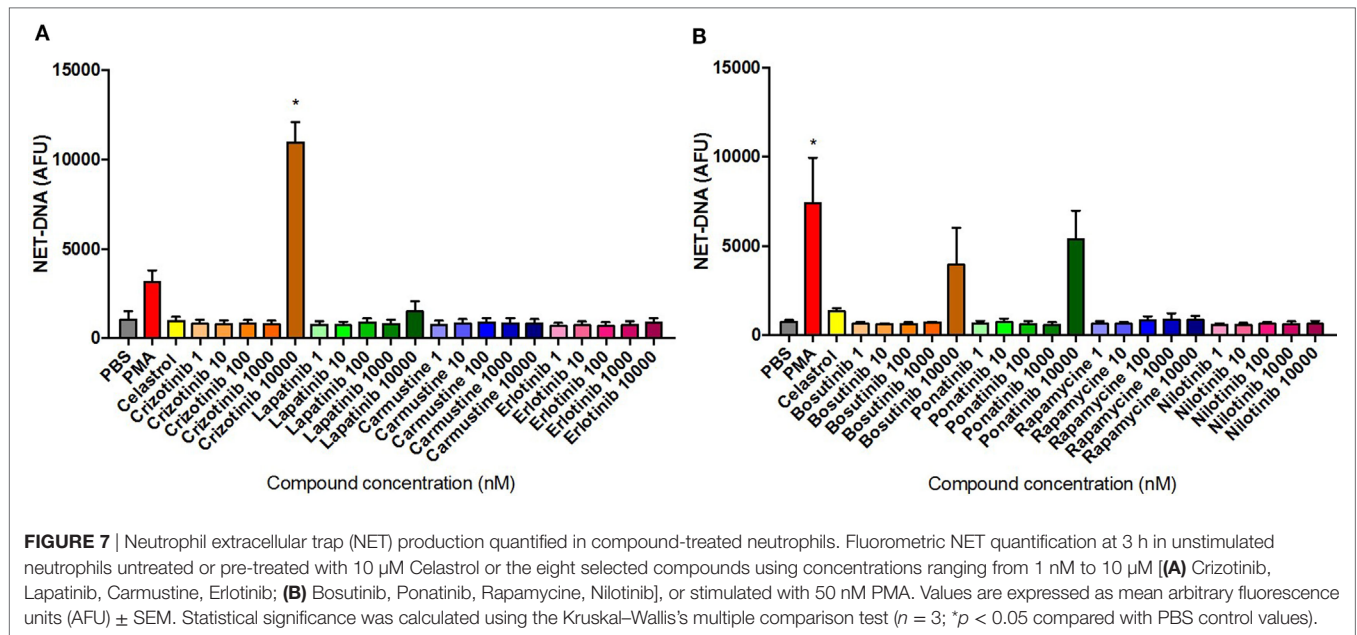 A
15000
10000
5000
0
NET-DNA (AFU)
*
PBS
PMA
Celastrol
Crizotinib 1
Crizotinib 10
Crizotinib 100
Crizotinib 1000
Crizotinib 10000
Lapatinib 1
Lapatinib 10
Lapatinib 100
Lapatinib 1000
Lapatinib 10000
Carmustine 1
Carmustine 10
Carmustine 100
Carmustine 1000
Carmustine 10000
Erlotinib 1
Erlotinib 10
Erlotinib 100
Erlotinib 1000
Erlotinib 10000
Compound concentration (nM)
B
15000
10000
5000
0
NET-DNA (AFU)
*
PBS
PMA
Celastrol
Bosutinib 1
Bosutinib 10
Bosutinib 100
Bosutinib 1000
Bosutinib 10000
Ponatinib 1
Ponatinib 10
Ponatinib 100
Ponatinib 1000
Ponatinib 10000
Rapamycine 1
Rapamycine 10
Rapamycine 100
Rapamycine 1000
Rapamycine 10000
Nilotinib 1
Nilotinib 10
Nilotinib 100
Nilotinib 1000
Nilotinib 10000
Compound concentration (nM)
FIGURE 7 | Neutrophil extracellular trap (NET) production quantified in compound-treated neutrophils. Fluorometric NET quantification at 3 h in unstimulated
neutrophils untreated or pre-treated with 10 µM Celastrol or the eight selected compounds using concentrations ranging from 1 nM to 10 µM [(A) Crizotinib,
Lapatinib, Carmustine, Erlotinib; (B) Bosutinib, Ponatinib, Rapamycine, Nilotinib], or stimulated with 50 nM PMA. Values are expressed as mean arbitrary fluorescence
units (AFU) ± SEM. Statistical significance was calculated using the Kruskal–Wallis's multiple comparison test (n = 3; *p < 0.05 compared with PBS control values).